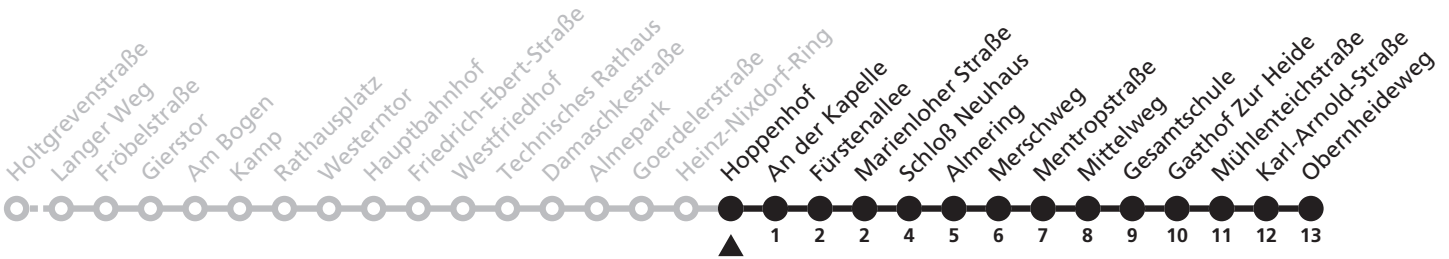 Holtgrevenstraße
Langer Weg
Fröbelstraße
Gierstor
Am Bogen
Kamp
Rathausplatz
Westerntor
Hauptbahnhof
Friedrich-Ebert-Straße
Westfriedhof
Technisches Rathaus
Damaschkestraße
Almepark
Goerdelerstraße
Heinz-Nixdorf-Ring
Hoppenhof
An der Kapelle
Fürstenallee
Marienloher Straße
Schloß Neuhaus
Almering
Merschweg
Mentropstraße
Mittelweg
Gesamtschule
Gasthof Zur Heide
Mühlenteichstraße
Karl-Arnold-Straße
Obernheideweg
1 2 2 4 5 6 7 8 9 10 11 12 13